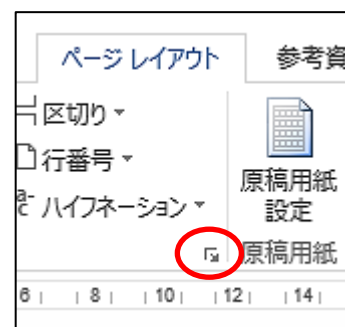 ページ レイアウト 参考資
区切り
行番号
ハイフネーション
原稿用紙
設定
原稿用紙
6 8 10 12 14